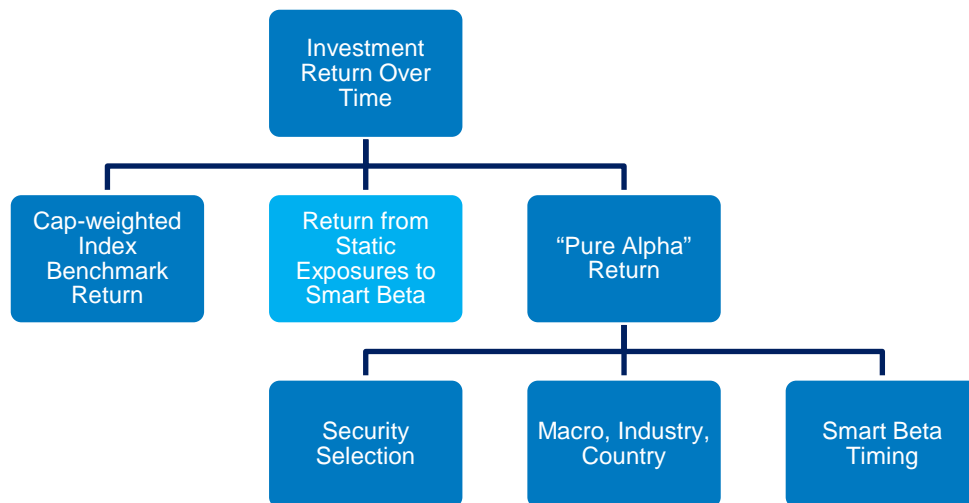 Investment
Return Over
Time
Cap-weighted
Index
Benchmark
Return
Return from
Static
Exposures to
Smart Beta
“Pure Alpha”
Return
Security
Selection
Macro, Industry,
Country
Smart Beta
Timing